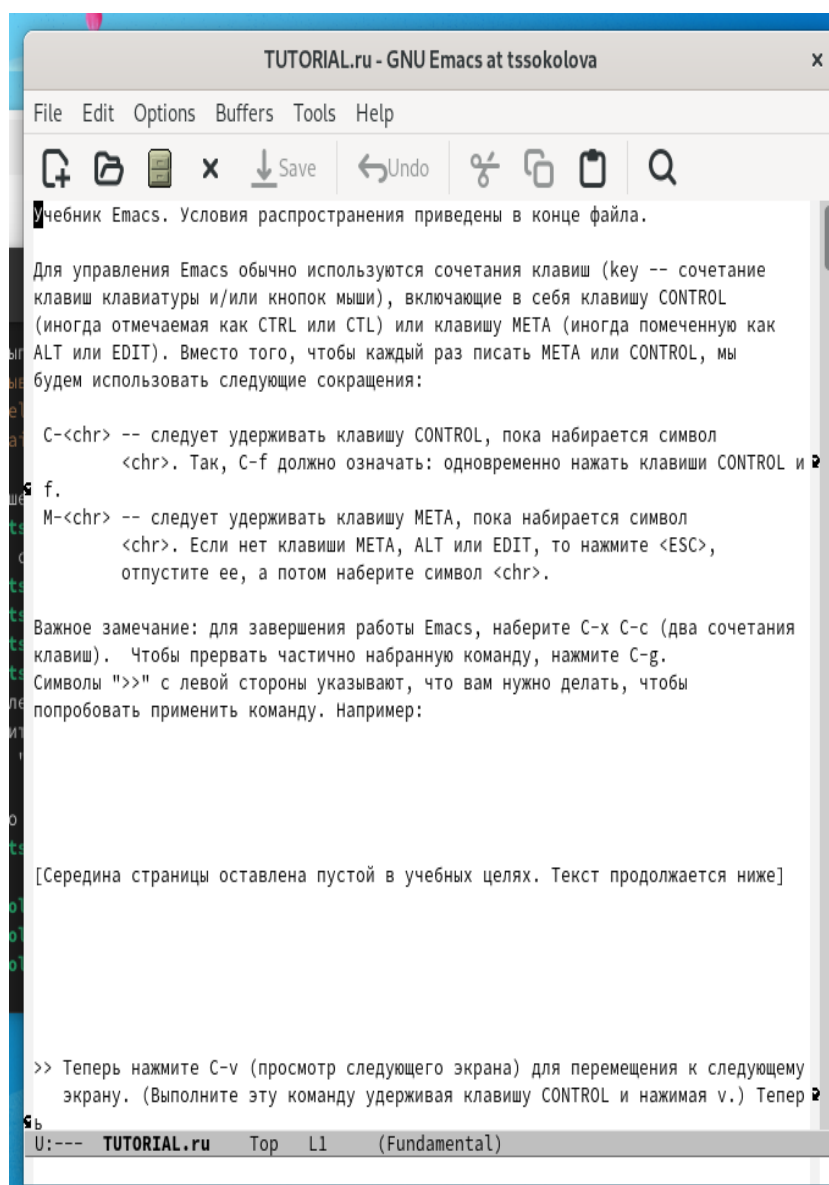 TUTORIAL.ru - GNU Emacs at tssokolova
File Edit Options Buffers Tools Help
Save Undo
Учебник Emacs. Условия распространения приведены в конце файла.
Для управления Emacs обычно используются сочетания клавиш (key -- сочетание
клавиш клавиатуры и/или кнопок мыши), включающие в себя клавишу CONTROL
(иногда отмечаемая как CTRL или CTL) или клавишу META (иногда помеченную как
ALT или EDIT). Вместо того, чтобы каждый раз писать META или CONTROL, мы
будем использовать следующие сокращения:
C-<chr> -- следует удерживать клавишу CONTROL, пока набирается символ
<chr>. Так, C-f должно означать: одновременно нажать клавиши CONTROL и
f.
M-<chr> -- следует удерживать клавишу META, пока набирается символ
<chr>. Если нет клавиши META, ALT или EDIT, то нажмите <ESC>,
отпустите ее, а потом наберите символ <chr>.
Важное замечание: для завершения работы Emacs, наберите C-x C-c (два сочетания
клавиш).  Чтобы прервать частично набранную команду, нажмите C-g.
Символы ">>" с левой стороны указывают, что вам нужно делать, чтобы
попробовать применить команду. Например:
[Середина страницы оставлена пустой в учебных целях. Текст продолжается ниже]
>> Теперь нажмите C-v (просмотр следующего экрана) для перемещения к следующему
экрану. (Выполните эту команду удерживая клавишу CONTROL и нажимая v.) Тепер
ь
U:--- TUTORIAL.ru Top L1 (Fundamental)